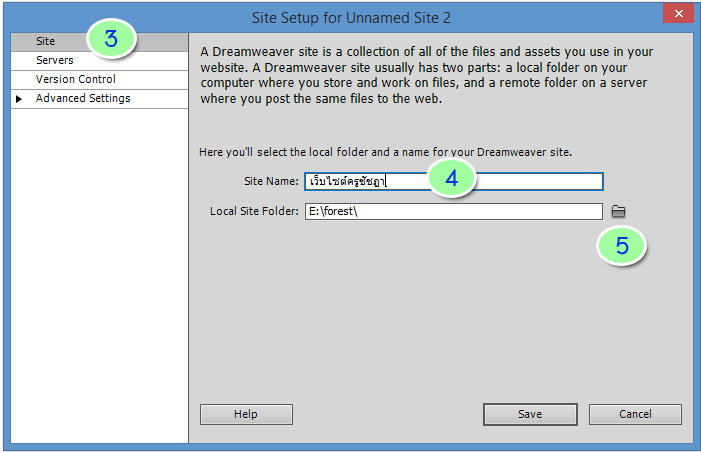 Site Setup for Unnamed Site 2
Site
3
Servers
Version Control
Advanced Settings
A Dreamweaver site is a collection of all of the files and assets you use in your
website. A Dreamweaver site usually has two parts: a local folder on your
computer where you store and work on files, and a remote folder on a server
where you post the same files to the web.
Here you'll select the local folder and a name for your Dreamweaver site.
Site Name: เว็บไซต์ครูชัชฎา
4
Local Site Folder: E:\forest\
5
Help
Save
Cancel